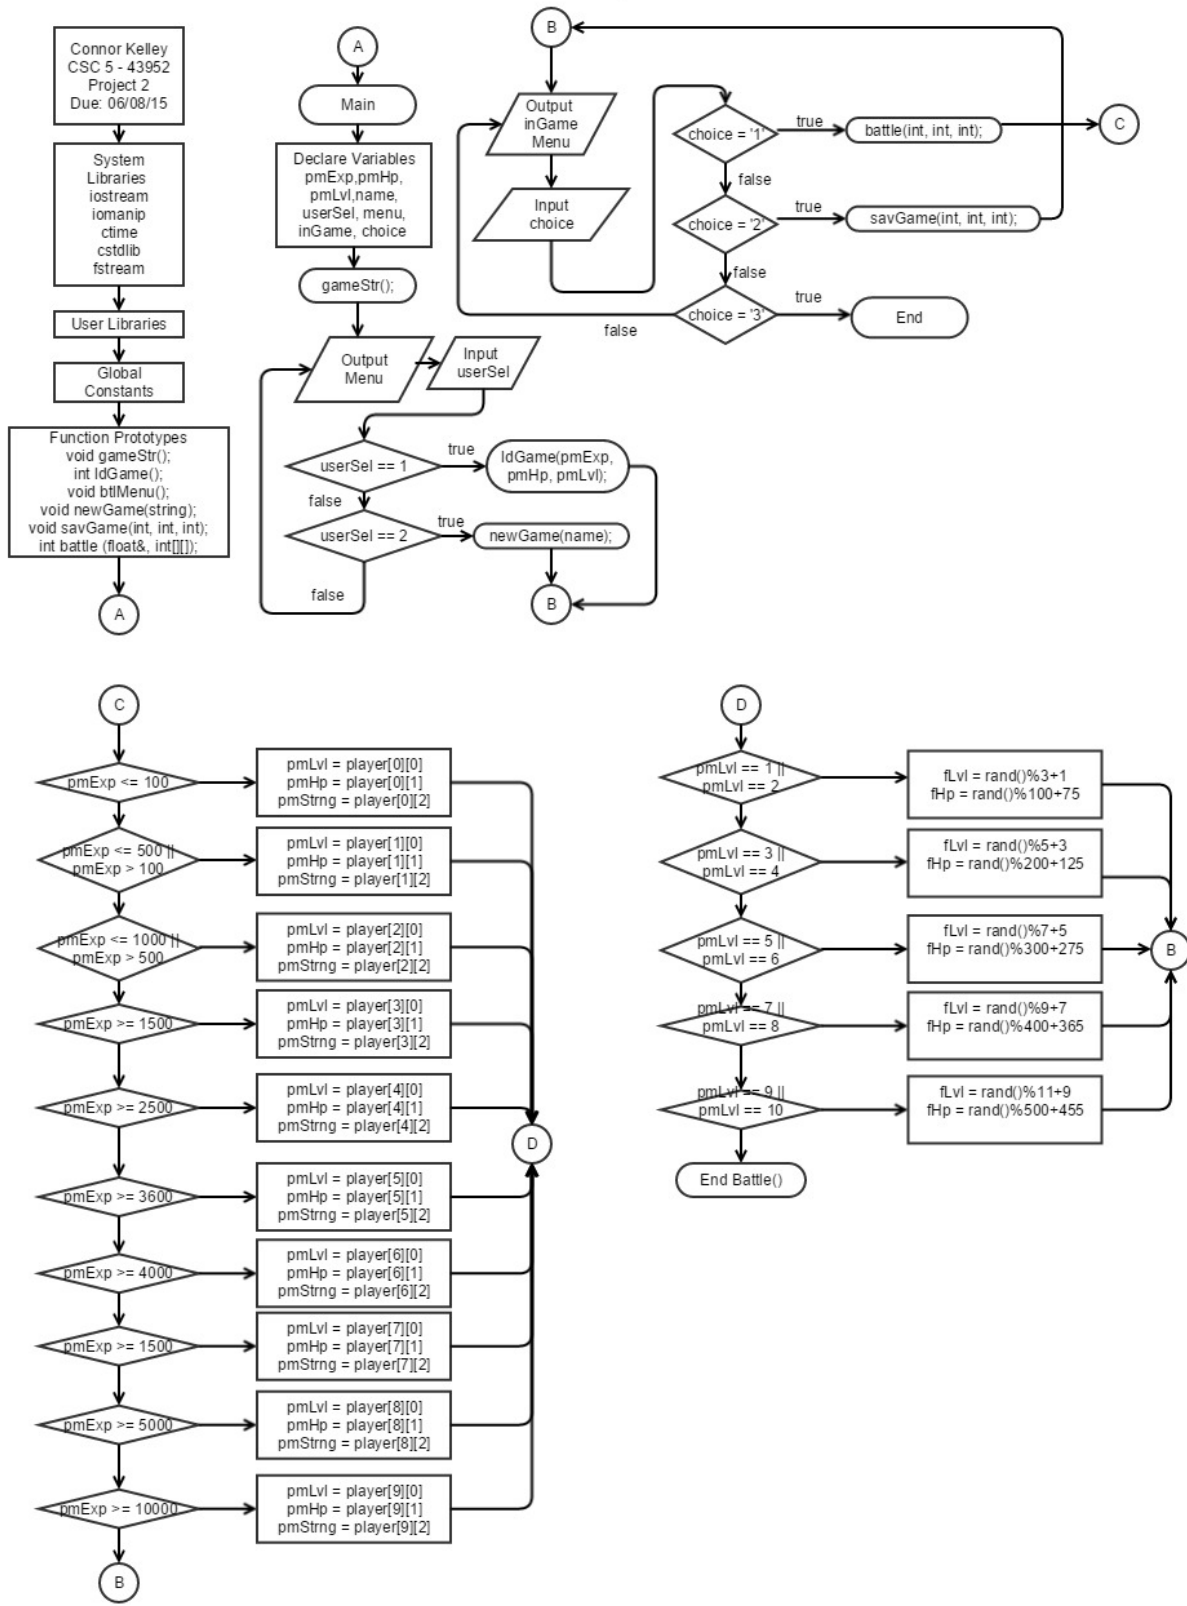 Connor Kelley
CSC 5 - 43952
Project 2
Due: 06/08/15
System
Libraries
iostream
iomanip
ctime
cstdlib
fstream
User Libraries
Global
Constants
Function Prototypes
void gameStr();
int ldGame();
void btlMenu();
void newGame(string);
void savGame(int, int, int);
int battle (float&, int[][]);
A
A
Main
Declare Variables
pmExp,pmHp,
pmLvl,name,
userSel, menu,
inGame, choice
gameStr();
Output
Menu
Input
userSel
userSel == 1
true
ldGame(pmExp,
pmHp, pmLvl);
false
userSel == 2
true
newGame(name);
false
B
B
Output
inGame
Menu
Input
choice
choice = '1'
true
battle(int, int, int);
C
false
choice = '2'
true
savGame(int, int, int);
false
choice = '3'
true
End
false
C
pmExp <= 100
pmLvl = player[0][0]
pmHp = player[0][1]
pmStrng = player[0][2]
pmExp <= 500 ||
pmExp > 100
pmLvl = player[1][0]
pmHp = player[1][1]
pmStrng = player[1][2]
pmExp <= 1000 ||
pmExp > 500
pmLvl = player[2][0]
pmHp = player[2][1]
pmStrng = player[2][2]
pmExp >= 1500
pmLvl = player[3][0]
pmHp = player[3][1]
pmStrng = player[3][2]
pmExp >= 2500
pmLvl = player[4][0]
pmHp = player[4][1]
pmStrng = player[4][2]
D
pmExp >= 3600
pmLvl = player[5][0]
pmHp = player[5][1]
pmStrng = player[5][2]
pmExp >= 4000
pmLvl = player[6][0]
pmHp = player[6][1]
pmStrng = player[6][2]
pmExp >= 1500
pmLvl = player[7][0]
pmHp = player[7][1]
pmStrng = player[7][2]
pmExp >= 5000
pmLvl = player[8][0]
pmHp = player[8][1]
pmStrng = player[8][2]
pmExp >= 10000
pmLvl = player[9][0]
pmHp = player[9][1]
pmStrng = player[9][2]
B
D
pmLvl == 1 ||
pmLvl == 2
fLvl = rand()%3+1
fHp = rand()%100+75
pmLvl == 3 ||
pmLvl == 4
fLvl = rand()%5+3
fHp = rand()%200+125
pmLvl == 5 ||
pmLvl == 6
fLvl = rand()%7+5
fHp = rand()%300+275
B
pmLvl == 7 ||
pmLvl == 8
fLvl = rand()%9+7
fHp = rand()%400+365
pmLvl == 9 ||
pmLvl == 10
fLvl = rand()%11+9
fHp = rand()%500+455
End Battle()